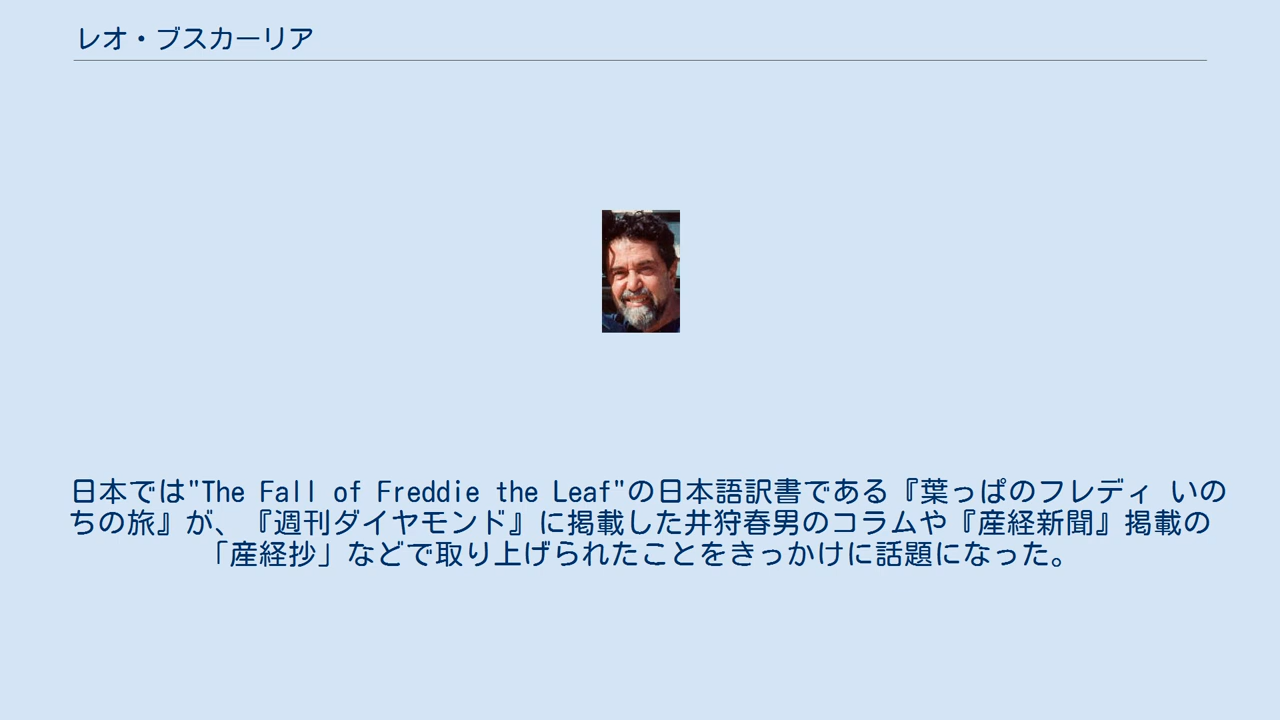 レオ・ブスカーリア
日本では"The Fall of Freddie the Leaf"の日本語訳書である『葉っぱのフレディ いの
ちの旅』が、『週刊ダイヤモンド』に掲載した井狩春男のコラムや『産経新聞』掲載の
「産経抄」などで取り上げられたことをきっかけに話題になった。